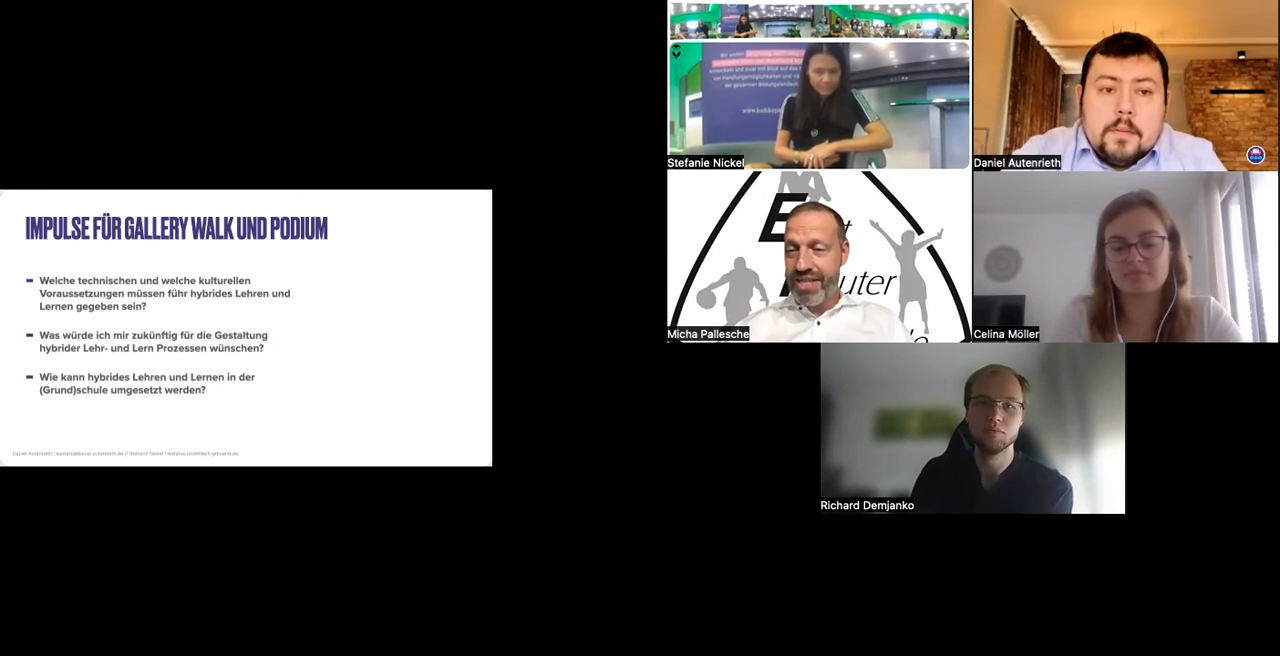 IMPULSE FÜR GALLERY WALK UND PODIUM
Welche technischen und welche kulturellen
Voraussetzungen müssen führ hybrides Lehren und
Lernen gegeben sein?
Was würde ich mir zukünftig für die Gestaltung
hybrider Lehr- und Lern Prozessen wünschen?
Wie kann hybrides Lehren und Lernen in der
(Grund)schule umgesetzt werden?
Stefanie Nickel
Daniel Autenrieth
uter
Micha Pallesche
Celina Möller
Richard Demjanko